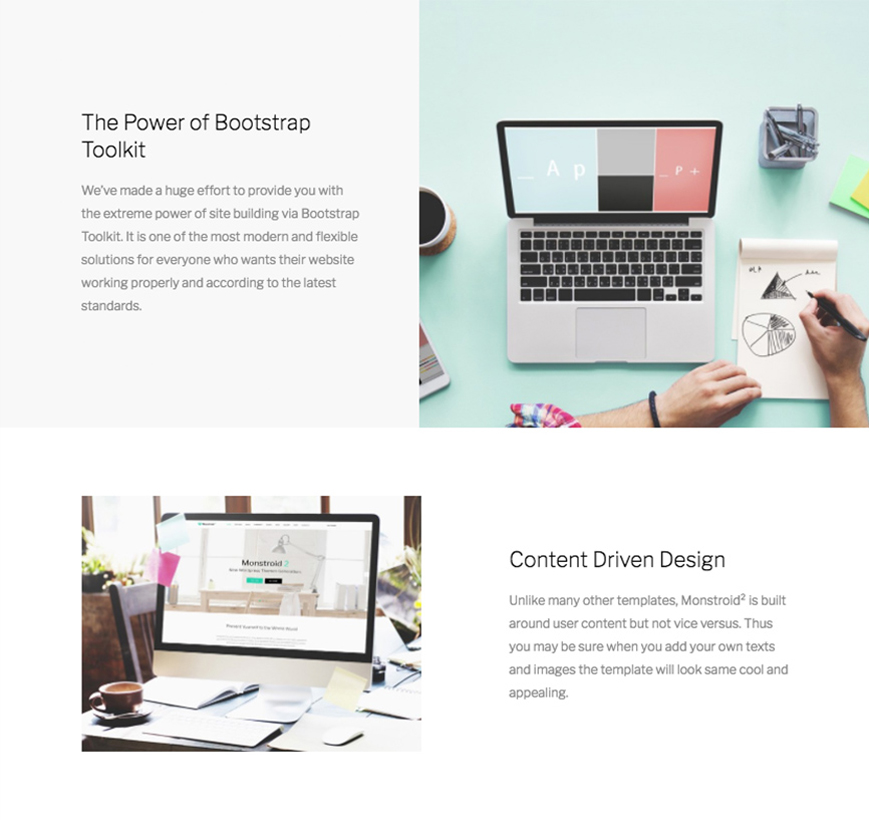 The Power of Bootstrap
Toolkit
We've made a huge effort to provide you with
the extreme power of site building via Bootstrap
Toolkit. It is one of the most modern and flexible
solutions for everyone who wants their website
working properly and according to the latest
standards.
_ A p
_ P +
Monstroid 2
Content Driven Design
Unlike many other templates, Monstroid² is built
around user content but not vice versus. Thus
you may be sure when you add your own texts
and images the template will look same cool and
appealing.